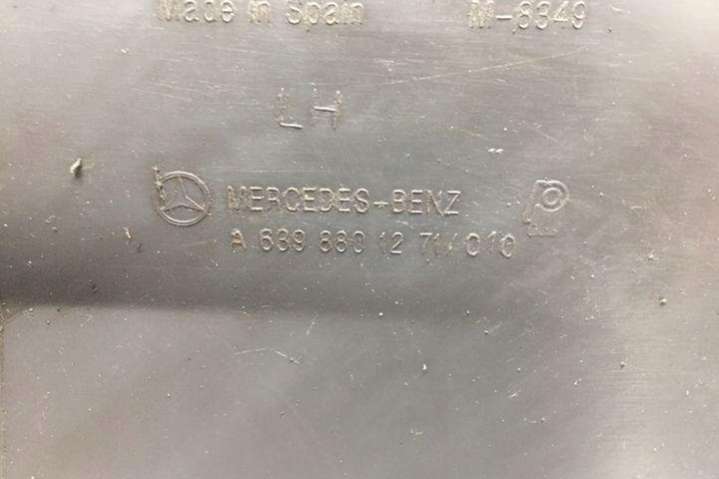 Made in Spain M-6349
LH
MERCEDES-BENZ
A 639 880 12 71/010